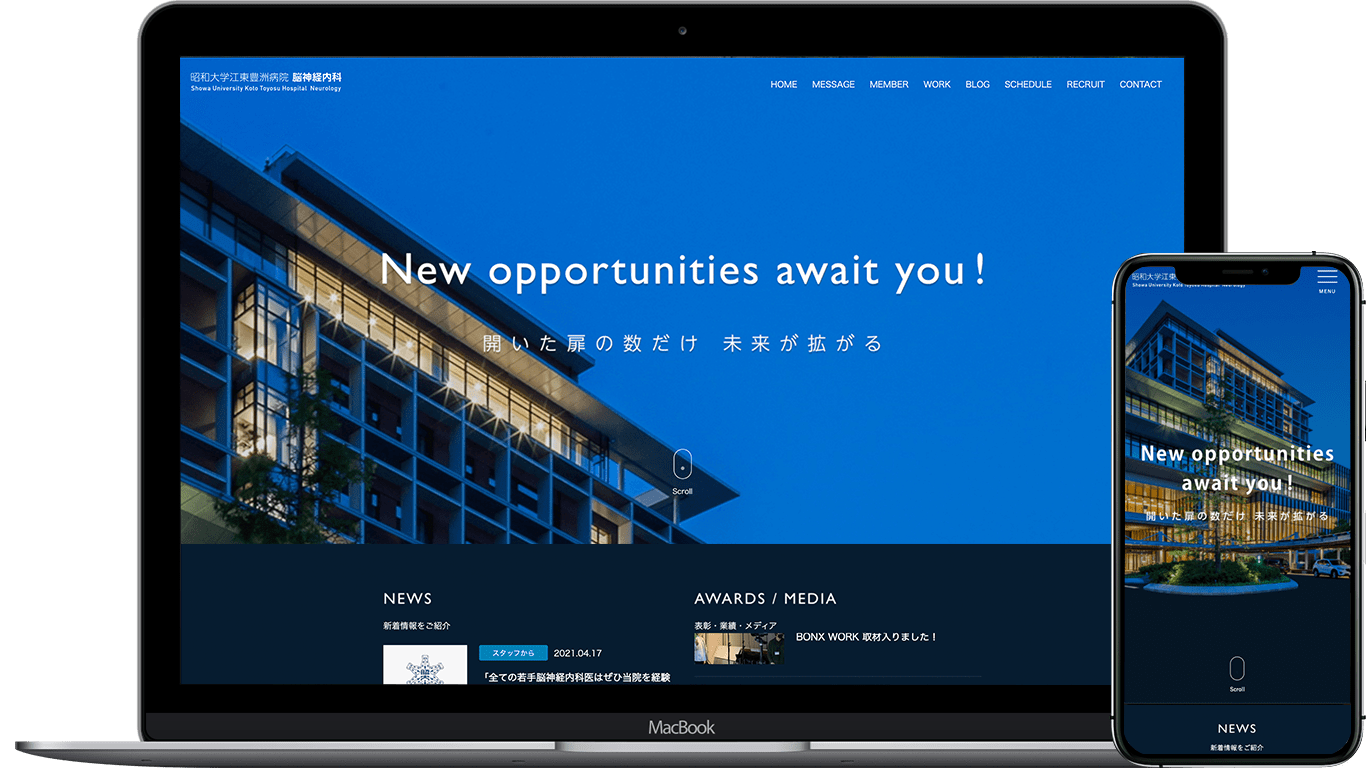 昭和大学江東豊洲病院 脳神経内科
Showa University Koto Toyosu Hospital Neurology
HOME MESSAGE MEMBER WORK BLOG SCHEDULE RECRUIT CONTACT
New opportunities await you!
開いた扉の数だけ 未来が拡がる
Scroll
NEWS
新着情報をご紹介
スタッフから 2021.04.17
「全ての若手脳神経内科医はぜひ当院を経験
AWARDS / MEDIA
表彰・業績・メディア
BONX WORK 取材入りました！
MacBook
昭和大学江東
Showa University Koto Toyosu Hospital Neurology
MENU
New opportunities
await you!
開いた扉の数だけ 未来が拡がる
Scroll
NEWS
新着情報をご紹介